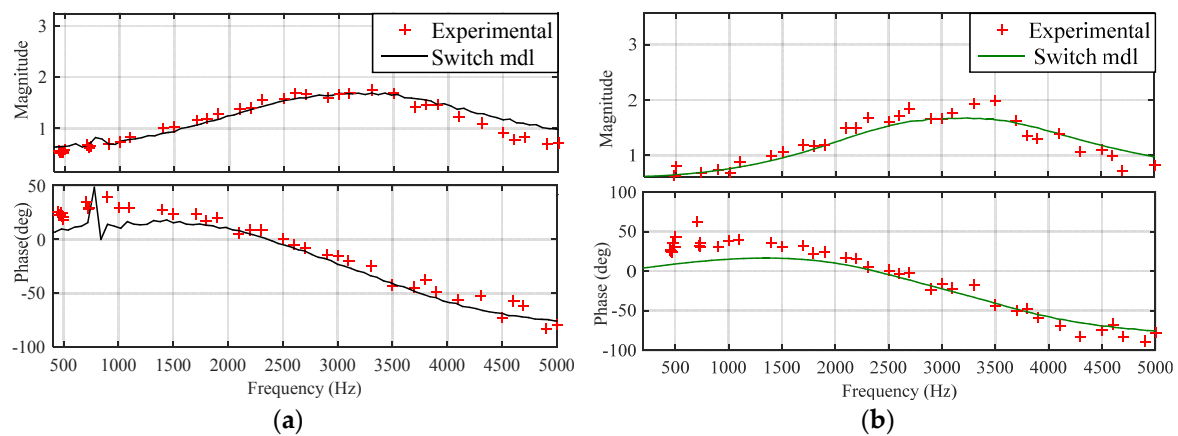 3
2
1
Magnitude
Experimental
Switch mdl
50
0
-50
-100
Phase(deg)
500 1000 1500 2000 2500 3000 3500 4000 4500 5000
Frequency (Hz)
(a)
3
2
1
Magnitude
Experimental
Switch mdl
100
50
0
-50
-100
Phase (deg)
500 1000 1500 2000 2500 3000 3500 4000 4500 5000
Frequency (Hz)
(b)